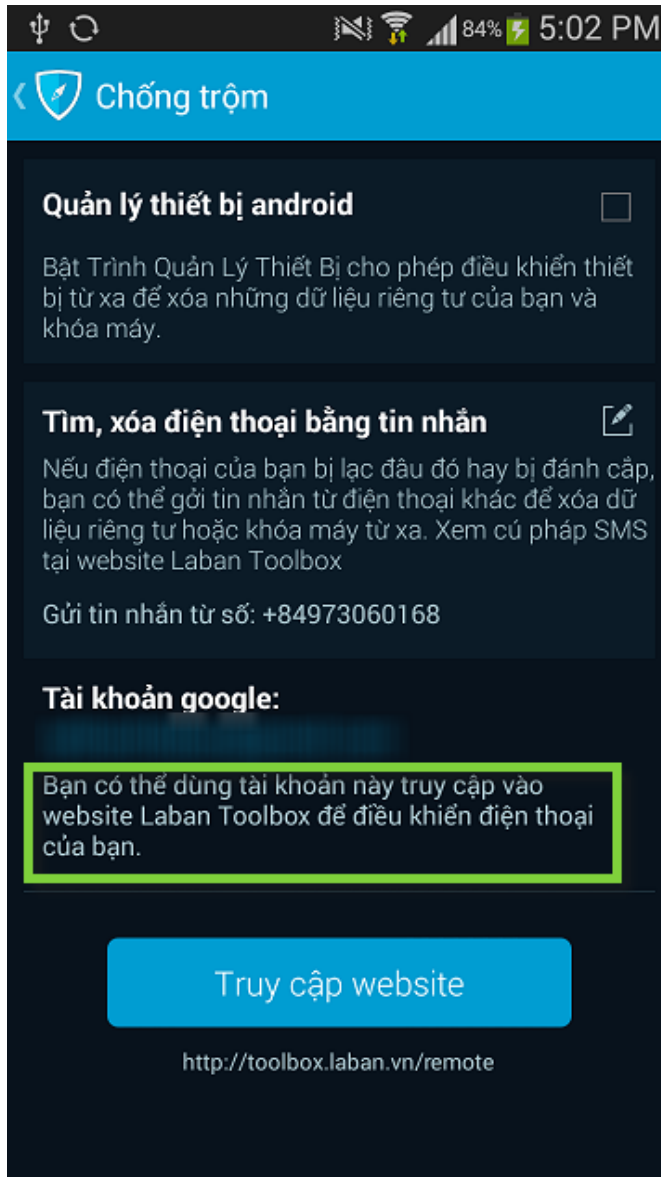 84% 5:02 PM
Chống trộm
Quản lý thiết bị android
Bật Trình Quản Lý Thiết Bị cho phép điều khiển thiết
bị từ xa để xóa những dữ liệu riêng tư của bạn và
khóa máy.
Tìm, xóa điện thoại bằng tin nhắn
Nếu điện thoại của bạn bị lạc đâu đó hay bị đánh cắp,
bạn có thể gởi tin nhắn từ điện thoại khác để xóa dữ
liệu riêng tư hoặc khóa máy từ xa. Xem cú pháp SMS
tại website Laban Toolbox
Gửi tin nhắn từ số: +84973060168
Tài khoản google:
Bạn có thể dùng tài khoản này truy cập vào
website Laban Toolbox để điều khiển điện thoại
của bạn.
Truy cập website
http://toolbox.laban.vn/remote